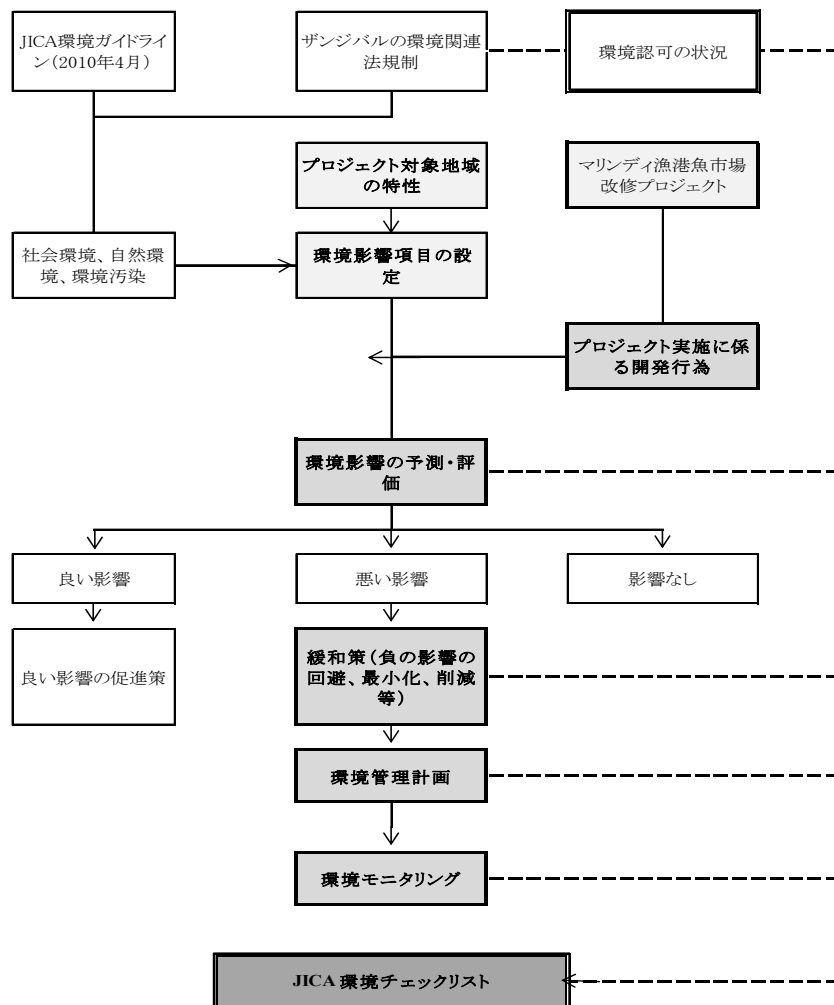 JICA環境ガイドライ
ン（2010年4月）
ザンジバルの環境関連
法規制
環境認可の状況
プロジェクト対象地域
の特性
マリンディ漁港魚市場
改修プロジェクト
社会環境、自然環
境、環境汚染
環境影響項目の設
定
プロジェクト実施に係
る開発行為
環境影響の予測・評
価
良い影響
悪い影響
影響なし
良い影響の促進策
緩和策（負の影響の
回避、最小化、削減
等）
環境管理計画
環境モニタリング
JICA 環境チェックリスト